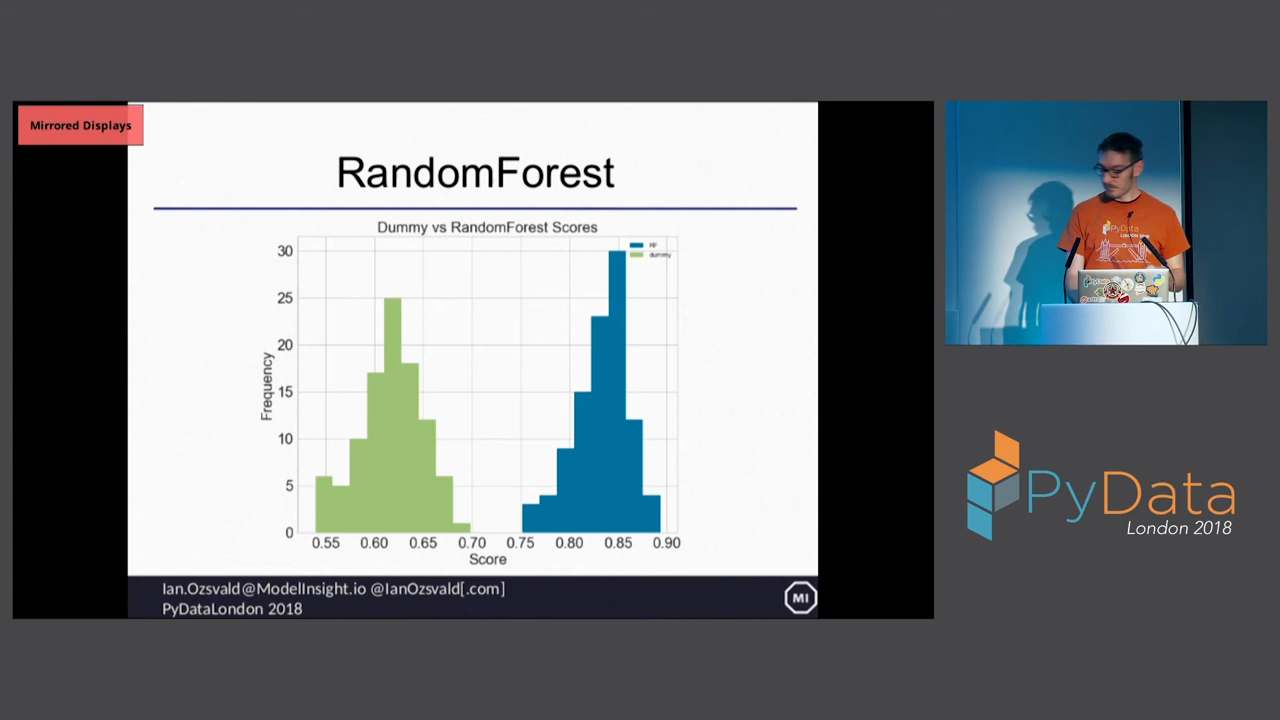 Mirrored Displays
RandomForest
Dummy vs RandomForest Scores
RF
dummy
30
25
20
15
10
5
0
Frequency
0.55 0.60 0.65 0.70 0.75 0.80 0.85 0.90
Score
Ian.Ozsvald@ModelInsight.io @IanOzsvald[.com]
PyDataLondon 2018
MI
PyData
PyData
London 2018